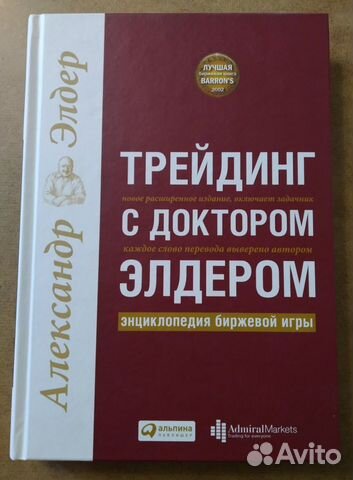 Александр Элдер
ЛУЧШАЯ
биржевая книга
BARRON'S
2002
ТРЕЙДИНГ
новое расширенное издание, включает задачник
С ДОКТОРОМ
каждое слово перевода выверено автором
ЭЛДЕРОМ
энциклопедия биржевой игры
альпина
паблишер
AdmiralMarkets
Trading for everyone
Avito